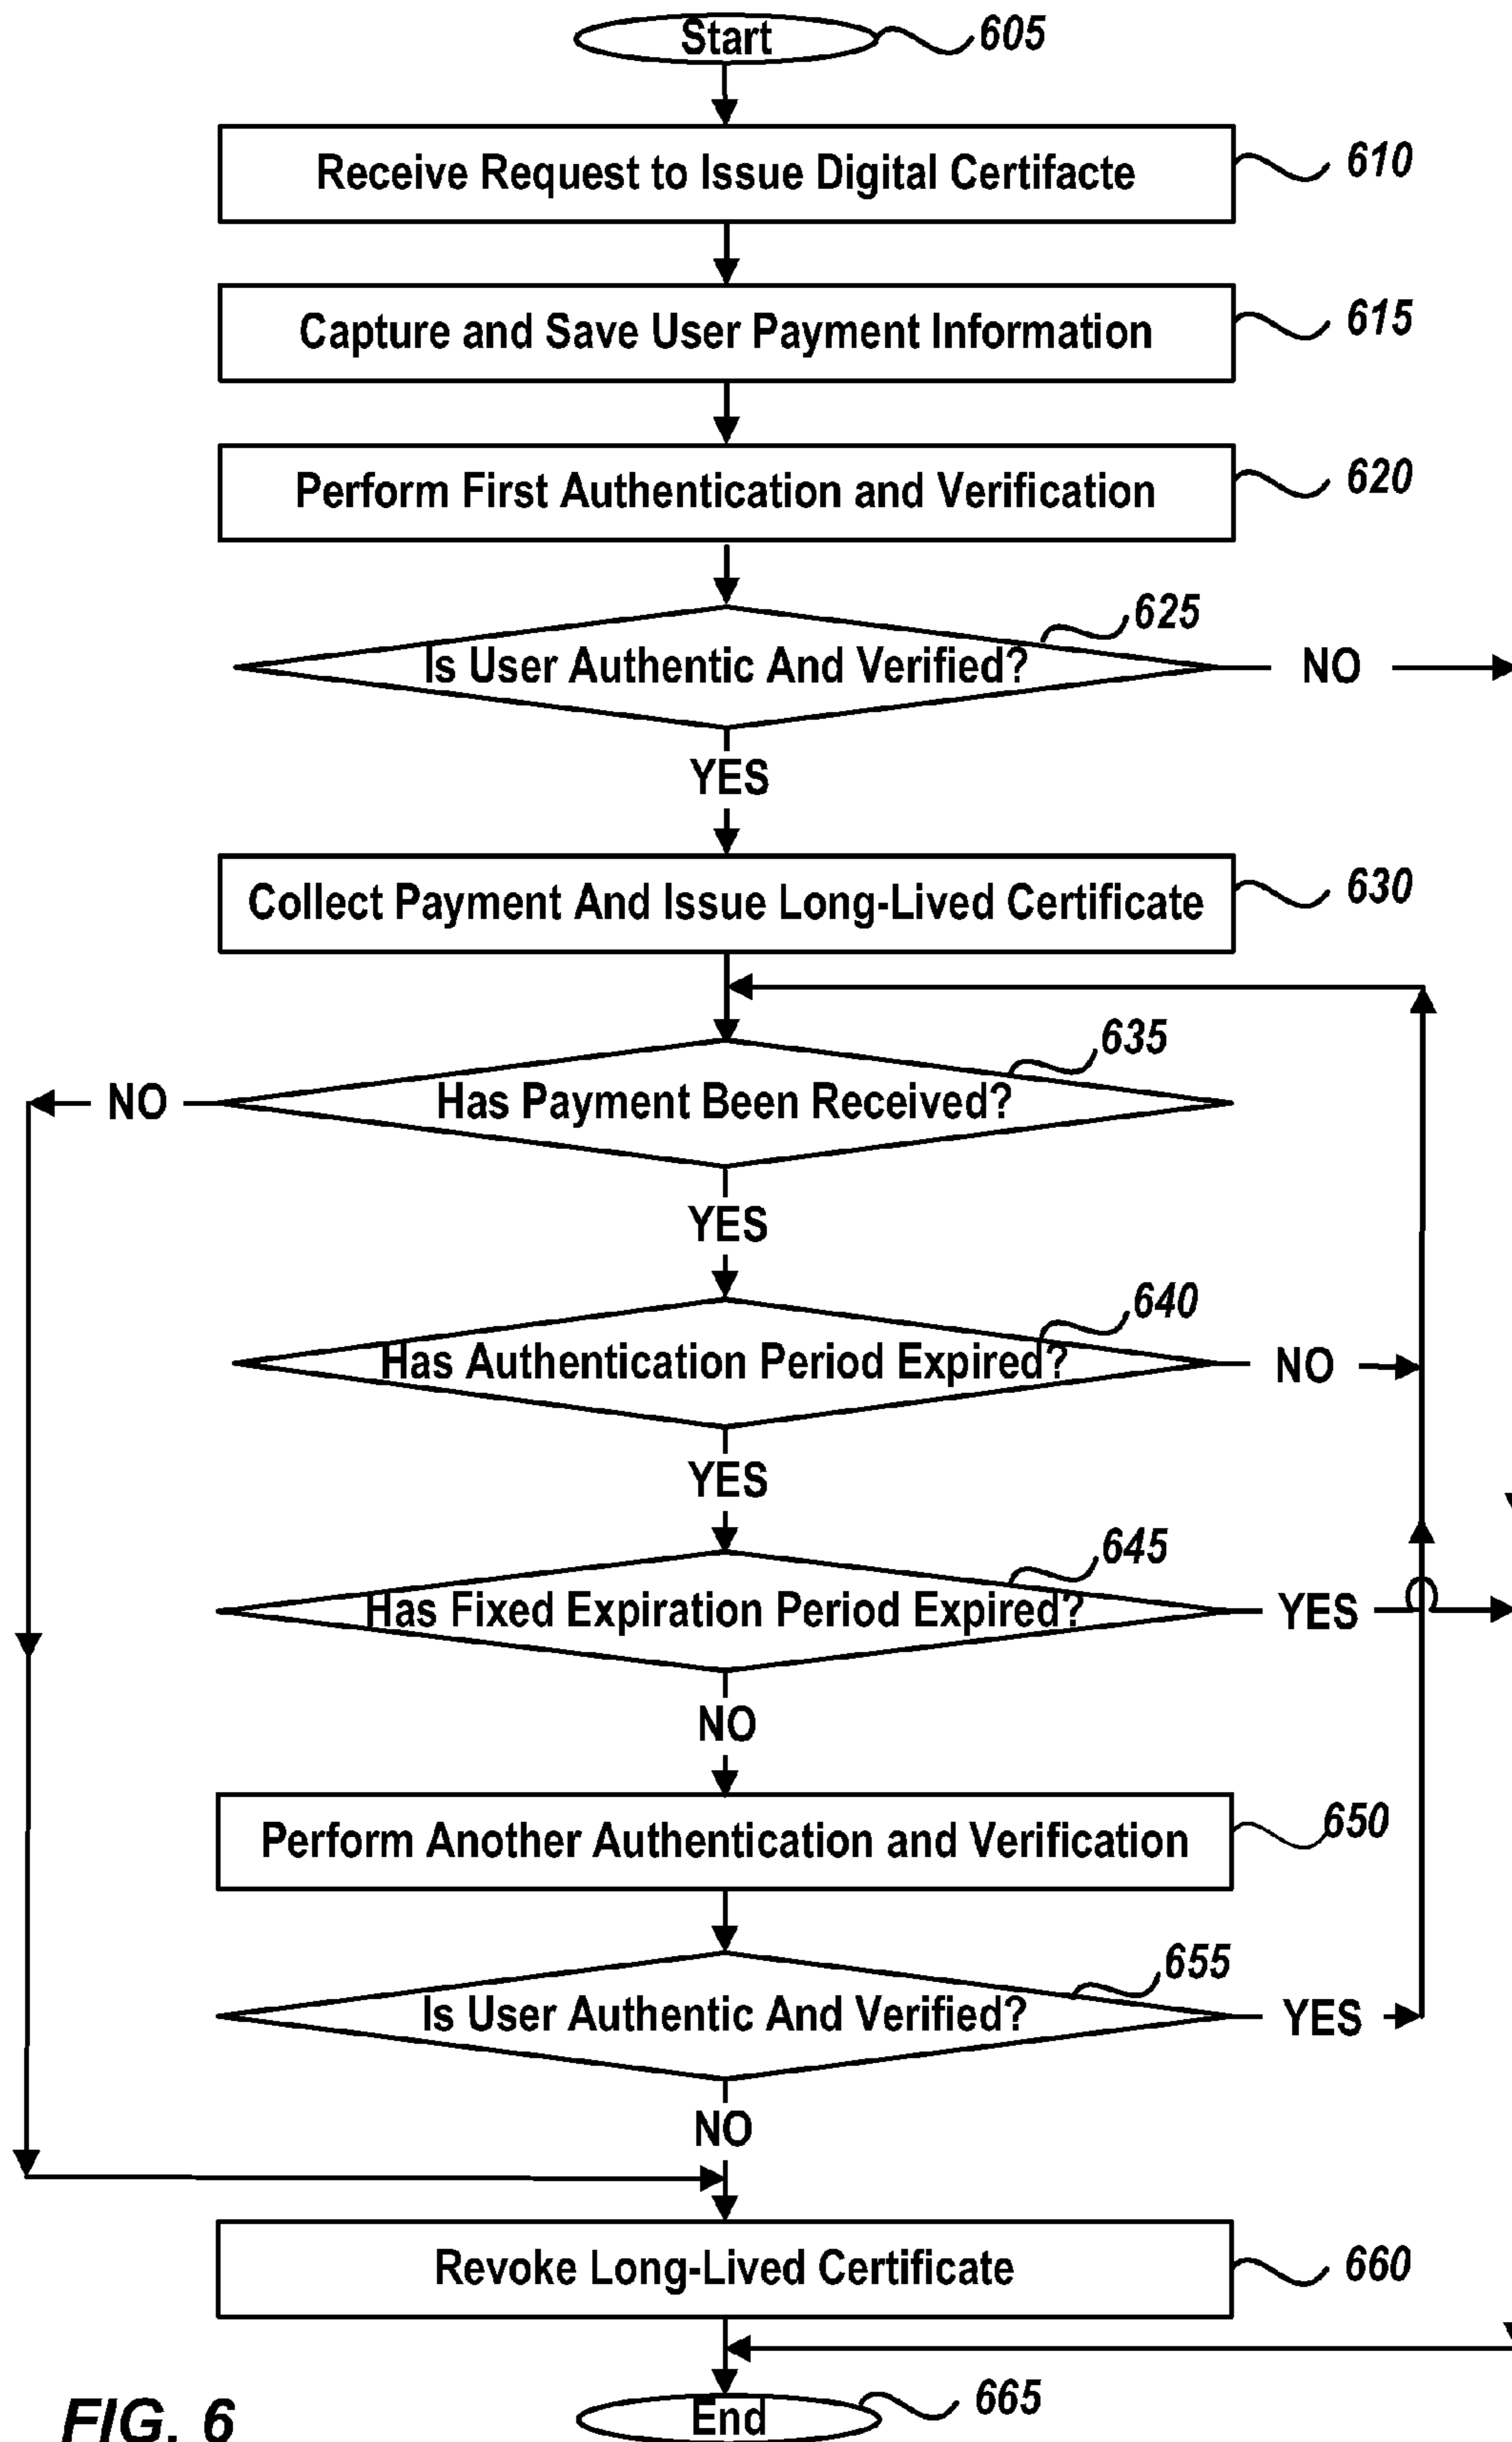 Start
605
Receive Request to Issue Digital Certifacte
610
Capture and Save User Payment Information
615
Perform First Authentication and Verification
620
625
Is User Authentic And Verified?
NO
YES
Collect Payment And Issue Long-Lived Certificate
630
635
NO
Has Payment Been Received?
YES
640
Has Authentication Period Expired?
NO
YES
645
Has Fixed Expiration Period Expired?
YES
NO
Perform Another Authentication and Verification
650
655
Is User Authentic And Verified?
YES
NO
Revoke Long-Lived Certificate
660
End
665
FIG. 6